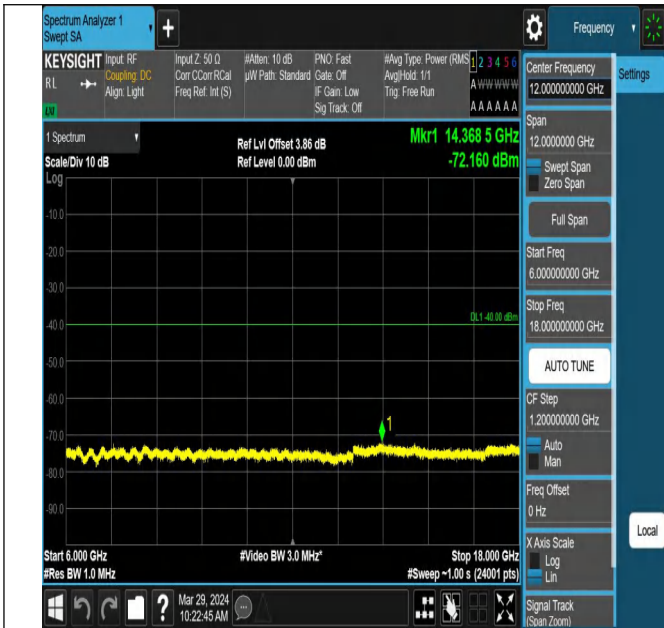 Spectrum Analyzer 1
Swept SA
+
Frequency
KEYSIGHT
RL
LXI
Input: RF
Coupling: DC
Align: Light
Input Z: 50 Ω
Corr CCorr RCal
Freq Ref: Int (S)
#Atten: 10 dB
µW Path: Standard
PNO: Fast
Gate: Off
IF Gain: Low
Sig Track: Off
#Avg Type: Power (RMS
Avg|Hold: 1/1
Trig: Free Run
1 2 3 4 5 6
A W W W W W
A A A A A A
Center Frequency
12.000000000 GHz
Settings
Span
12.0000000 GHz
Swept Span
Zero Span
Full Span
Start Freq
6.000000000 GHz
Stop Freq
18.000000000 GHz
AUTO TUNE
CF Step
1.200000000 GHz
Auto
Man
Freq Offset
0 Hz
X Axis Scale
Log
Lin
Signal Track
(Span Zoom)
Local
1 Spectrum
Scale/Div 10 dB
Log
Ref Lvl Offset 3.86 dB
Ref Level 0.00 dBm
Mkr1 14.368 5 GHz
-72.160 dBm
-10.0
-20.0
-30.0
DL1 -40.00 dBm
-40.0
-50.0
-60.0
1
-70.0
-80.0
-90.0
Start 6.000 GHz
#Video BW 3.0 MHz*
Stop 18.000 GHz
#Res BW 1.0 MHz
#Sweep ~1.00 s (24001 pts)
?
Mar 29, 2024
10:22:45 AM